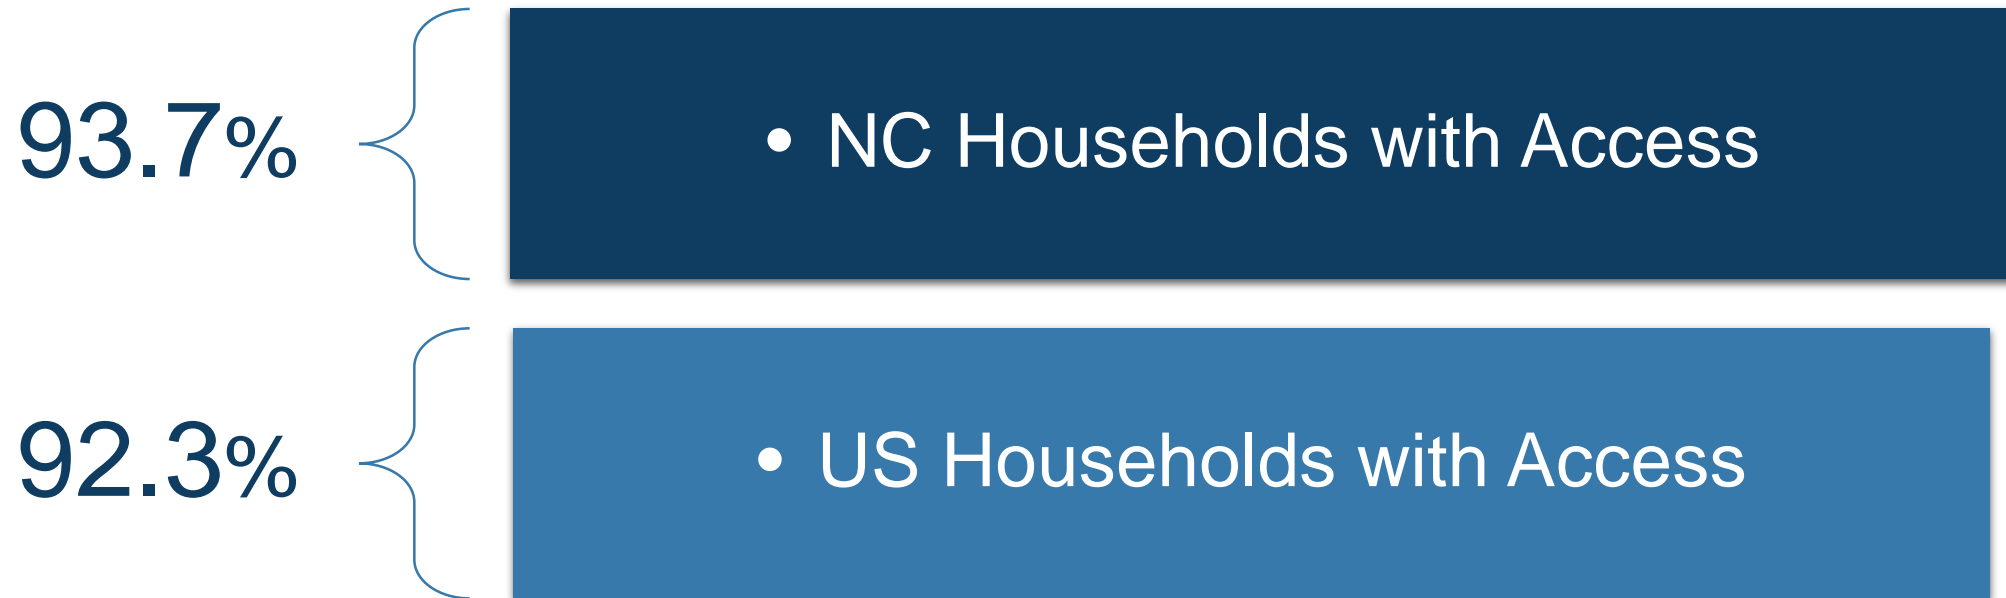 93.7%
• NC Households with Access
92.3%
• US Households with Access